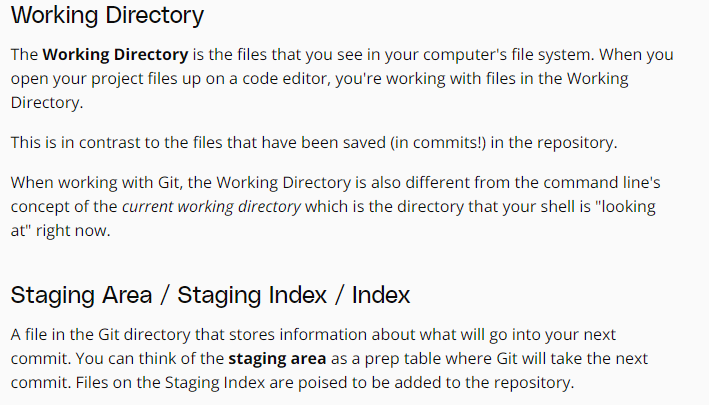 Working Directory
The Working Directory is the files that you see in your computer's file system. When you
open your project files up on a code editor, you're working with files in the Working
Directory.
This is in contrast to the files that have been saved (in commits!) in the repository.
When working with Git, the Working Directory is also different from the command line's
concept of the current working directory which is the directory that your shell is "looking
at" right now.
Staging Area / Staging Index / Index
A file in the Git directory that stores information about what will go into your next
commit. You can think of the staging area as a prep table where Git will take the next
commit. Files on the Staging Index are poised to be added to the repository.